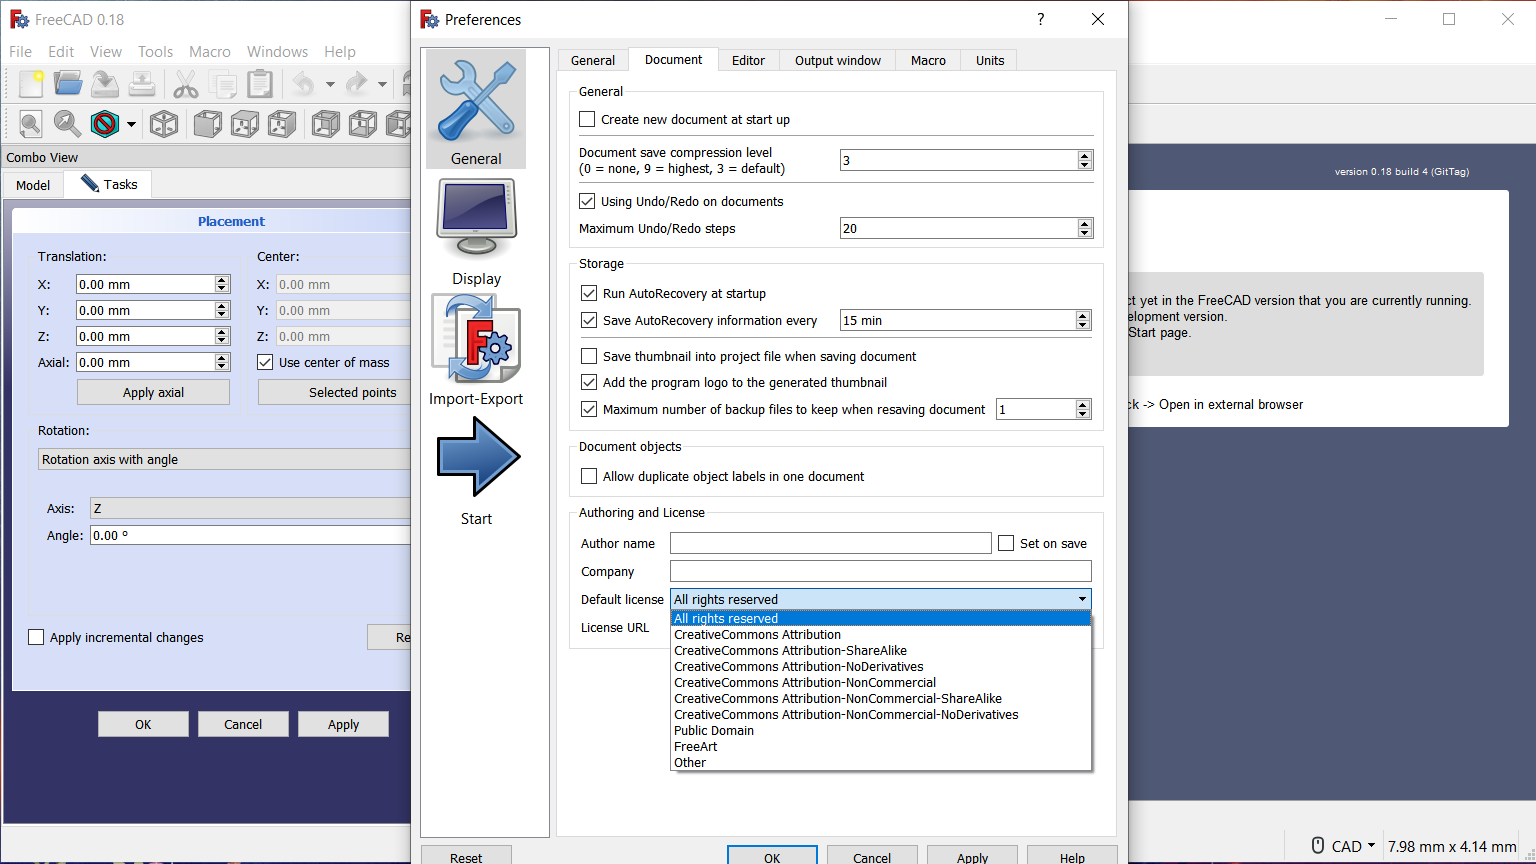 FreeCAD 0.18
File Edit View Tools Macro Windows Help
Combo View
Model Tasks
Placement
Translation:
X: 0.00 mm
Y: 0.00 mm
Z: 0.00 mm
Axial: 0.00 mm
Apply axial
Center:
X: 0.00 mm
Y: 0.00 mm
Z: 0.00 mm
Use center of mass
Selected points
Rotation:
Rotation axis with angle
Axis: Z
Angle: 0.00 °
Apply incremental changes
Re
OK Cancel Apply
Preferences
?
General
Display
Import-Export
Start
General Document Editor Output window Macro Units
General
Create new document at start up
Document save compression level
(0 = none, 9 = highest, 3 = default)
3
Using Undo/Redo on documents
Maximum Undo/Redo steps 20
Storage
Run AutoRecovery at startup
Save AutoRecovery information every 15 min
Save thumbnail into project file when saving document
Add the program logo to the generated thumbnail
Maximum number of backup files to keep when resaving document 1
Document objects
Allow duplicate object labels in one document
Authoring and License
Author name Set on save
Company
Default license All rights reserved
License URL
All rights reserved
CreativeCommons Attribution
CreativeCommons Attribution-ShareAlike
CreativeCommons Attribution-NoDerivatives
CreativeCommons Attribution-NonCommercial
CreativeCommons Attribution-NonCommercial-ShareAlike
CreativeCommons Attribution-NonCommercial-NoDerivatives
Public Domain
FreeArt
Other
Reset OK Cancel Apply Help
version 0.18 build 4 (GitTag)
ct yet in the FreeCAD version that you are currently running.
elopment version.
Start page.
ck -> Open in external browser
CAD 7.98 mm x 4.14 mm